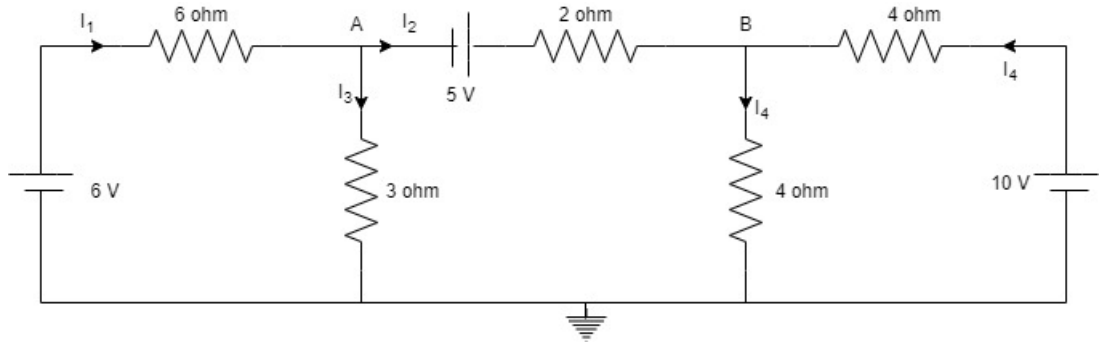 I₁
6 ohm
A
I₂
5 V
2 ohm
B
4 ohm
I₄
I₃
I₄
6 V
3 ohm
4 ohm
10 V